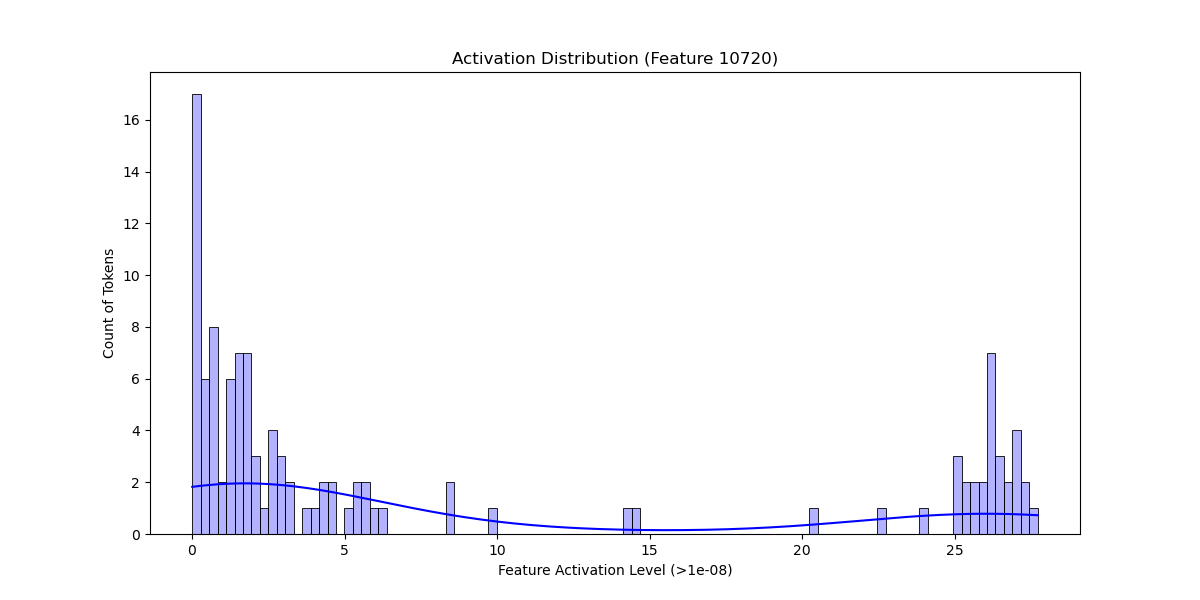 Activation Distribution (Feature 10720)
16
14
12
10
8
6
4
2
0
Count of Tokens
0 5 10 15 20 25
Feature Activation Level (>1e-08)